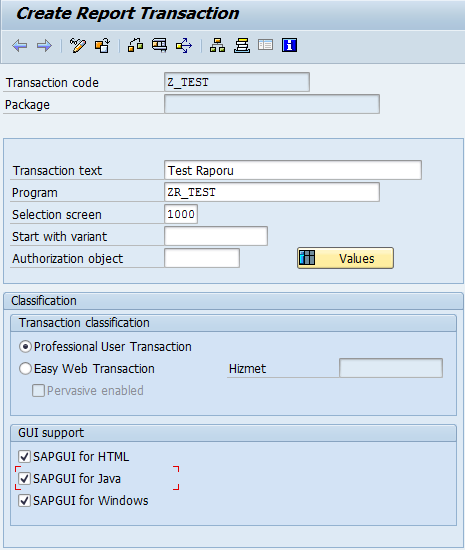 Create Report Transaction
Transaction code Z_TEST
Package
Transaction text Test Raporu
Program ZR_TEST
Selection screen 1000
Start with variant
Authorization object Values
Classification
Transaction classification
Professional User Transaction
Easy Web Transaction Hizmet
Pervasive enabled
GUI support
SAPGUI for HTML
SAPGUI for Java
SAPGUI for Windows